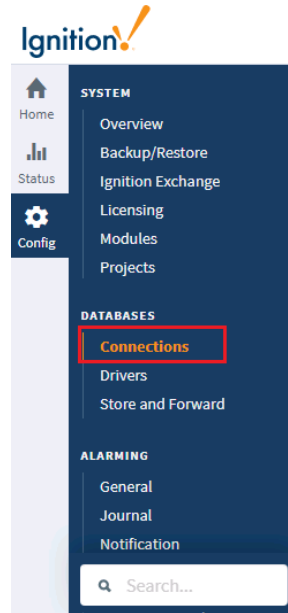 Ignition!
Home
Status
Config
SYSTEM
Overview
Backup/Restore
Ignition Exchange
Licensing
Modules
Projects
DATABASES
Connections
Drivers
Store and Forward
ALARMING
General
Journal
Notification
Search...